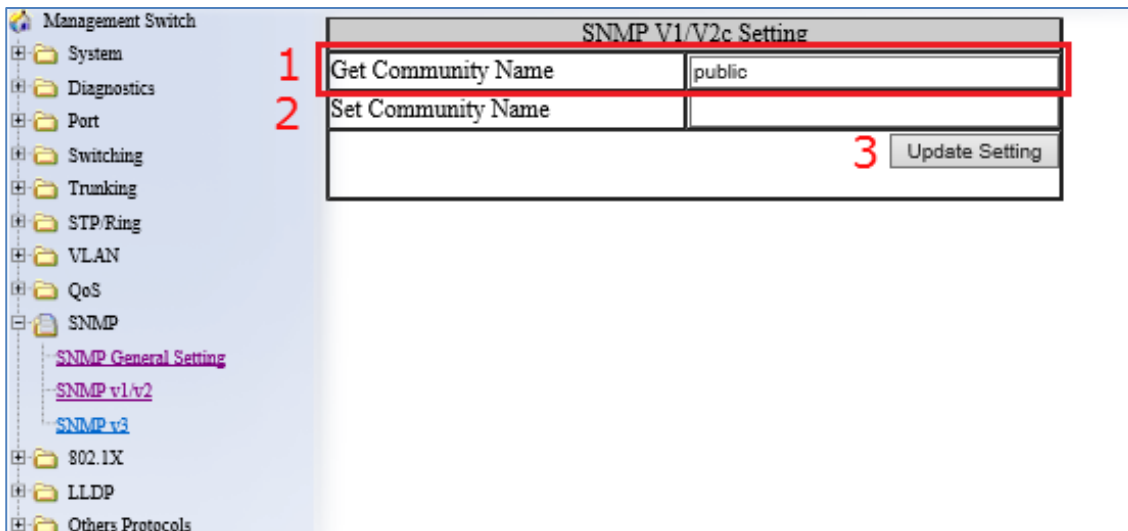 Management Switch
System
Diagnostics
Port
Switching
Trunking
STP/Ring
VLAN
QoS
SNMP
SNMP General Setting
SNMP v1/v2
SNMP v3
802.1X
LLDP
Others Protocols
SNMP V1/V2c Setting
1 Get Community Name public
2 Set Community Name
3 Update Setting